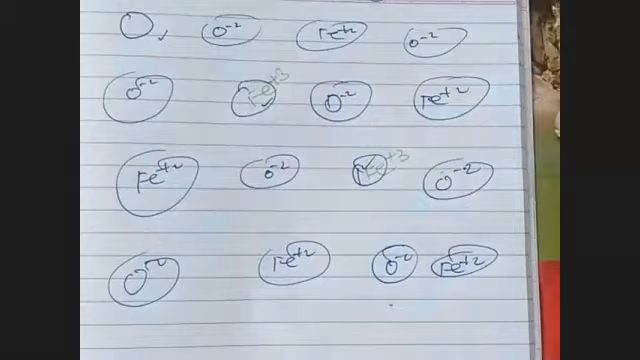 O⁻² Fe⁺² O⁻²
O⁻² Fe⁺³ O⁻² Fe⁺²
Fe⁺² O⁻² Fe⁺³ O⁻²
O⁻² Fe⁺² O⁻² Fe⁺²